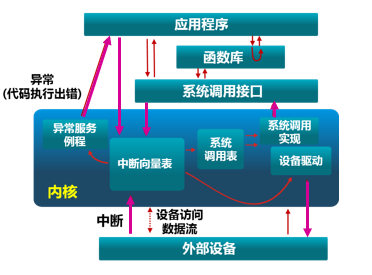 应用程序
函数库
异常
(代码执行出错)
系统调用接口
异常服务
例程
系统调用
实现
系统
调用表
中断向量表
设备驱动
内核
中断
设备访问
数据流
外部设备